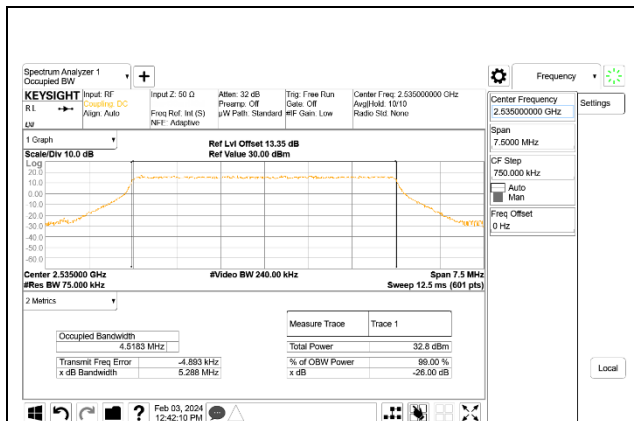 Spectrum Analyzer 1
Occupied BW
Frequency
KEYSIGHT
Input: RF
Coupling: DC
Align: Auto
Input Z: 50 Ω
Freq Ref: Int (S)
NFE: Adaptive
Atten: 32 dB
Preamp: Off
µW Path: Standard
Trig: Free Run
Gate: Off
#IF Gain: Low
Center Freq: 2.535000000 GHz
Avg|Hold: 10/10
Radio Std: None
RL
Center Frequency
2.535000000 GHz
Settings
Span
7.5000 MHz
CF Step
750.000 kHz
Auto
Man
Freq Offset
0 Hz
Local
1 Graph
Scale/Div 10.0 dB
Ref Lvl Offset 13.35 dB
Ref Value 30.00 dBm
Log
20.0
10.0
0.00
-10.0
-20.0
-30.0
-40.0
-50.0
-60.0
Center 2.535000 GHz
#Video BW 240.00 kHz
Span 7.5 MHz
#Res BW 75.000 kHz
Sweep 12.5 ms (601 pts)
2 Metrics
Measure Trace Trace 1
Occupied Bandwidth
4.5183 MHz
Total Power 32.8 dBm
Transmit Freq Error -4.893 kHz
% of OBW Power 99.00 %
x dB Bandwidth 5.288 MHz
x dB -26.00 dB
Feb 03, 2024
12:42:10 PM